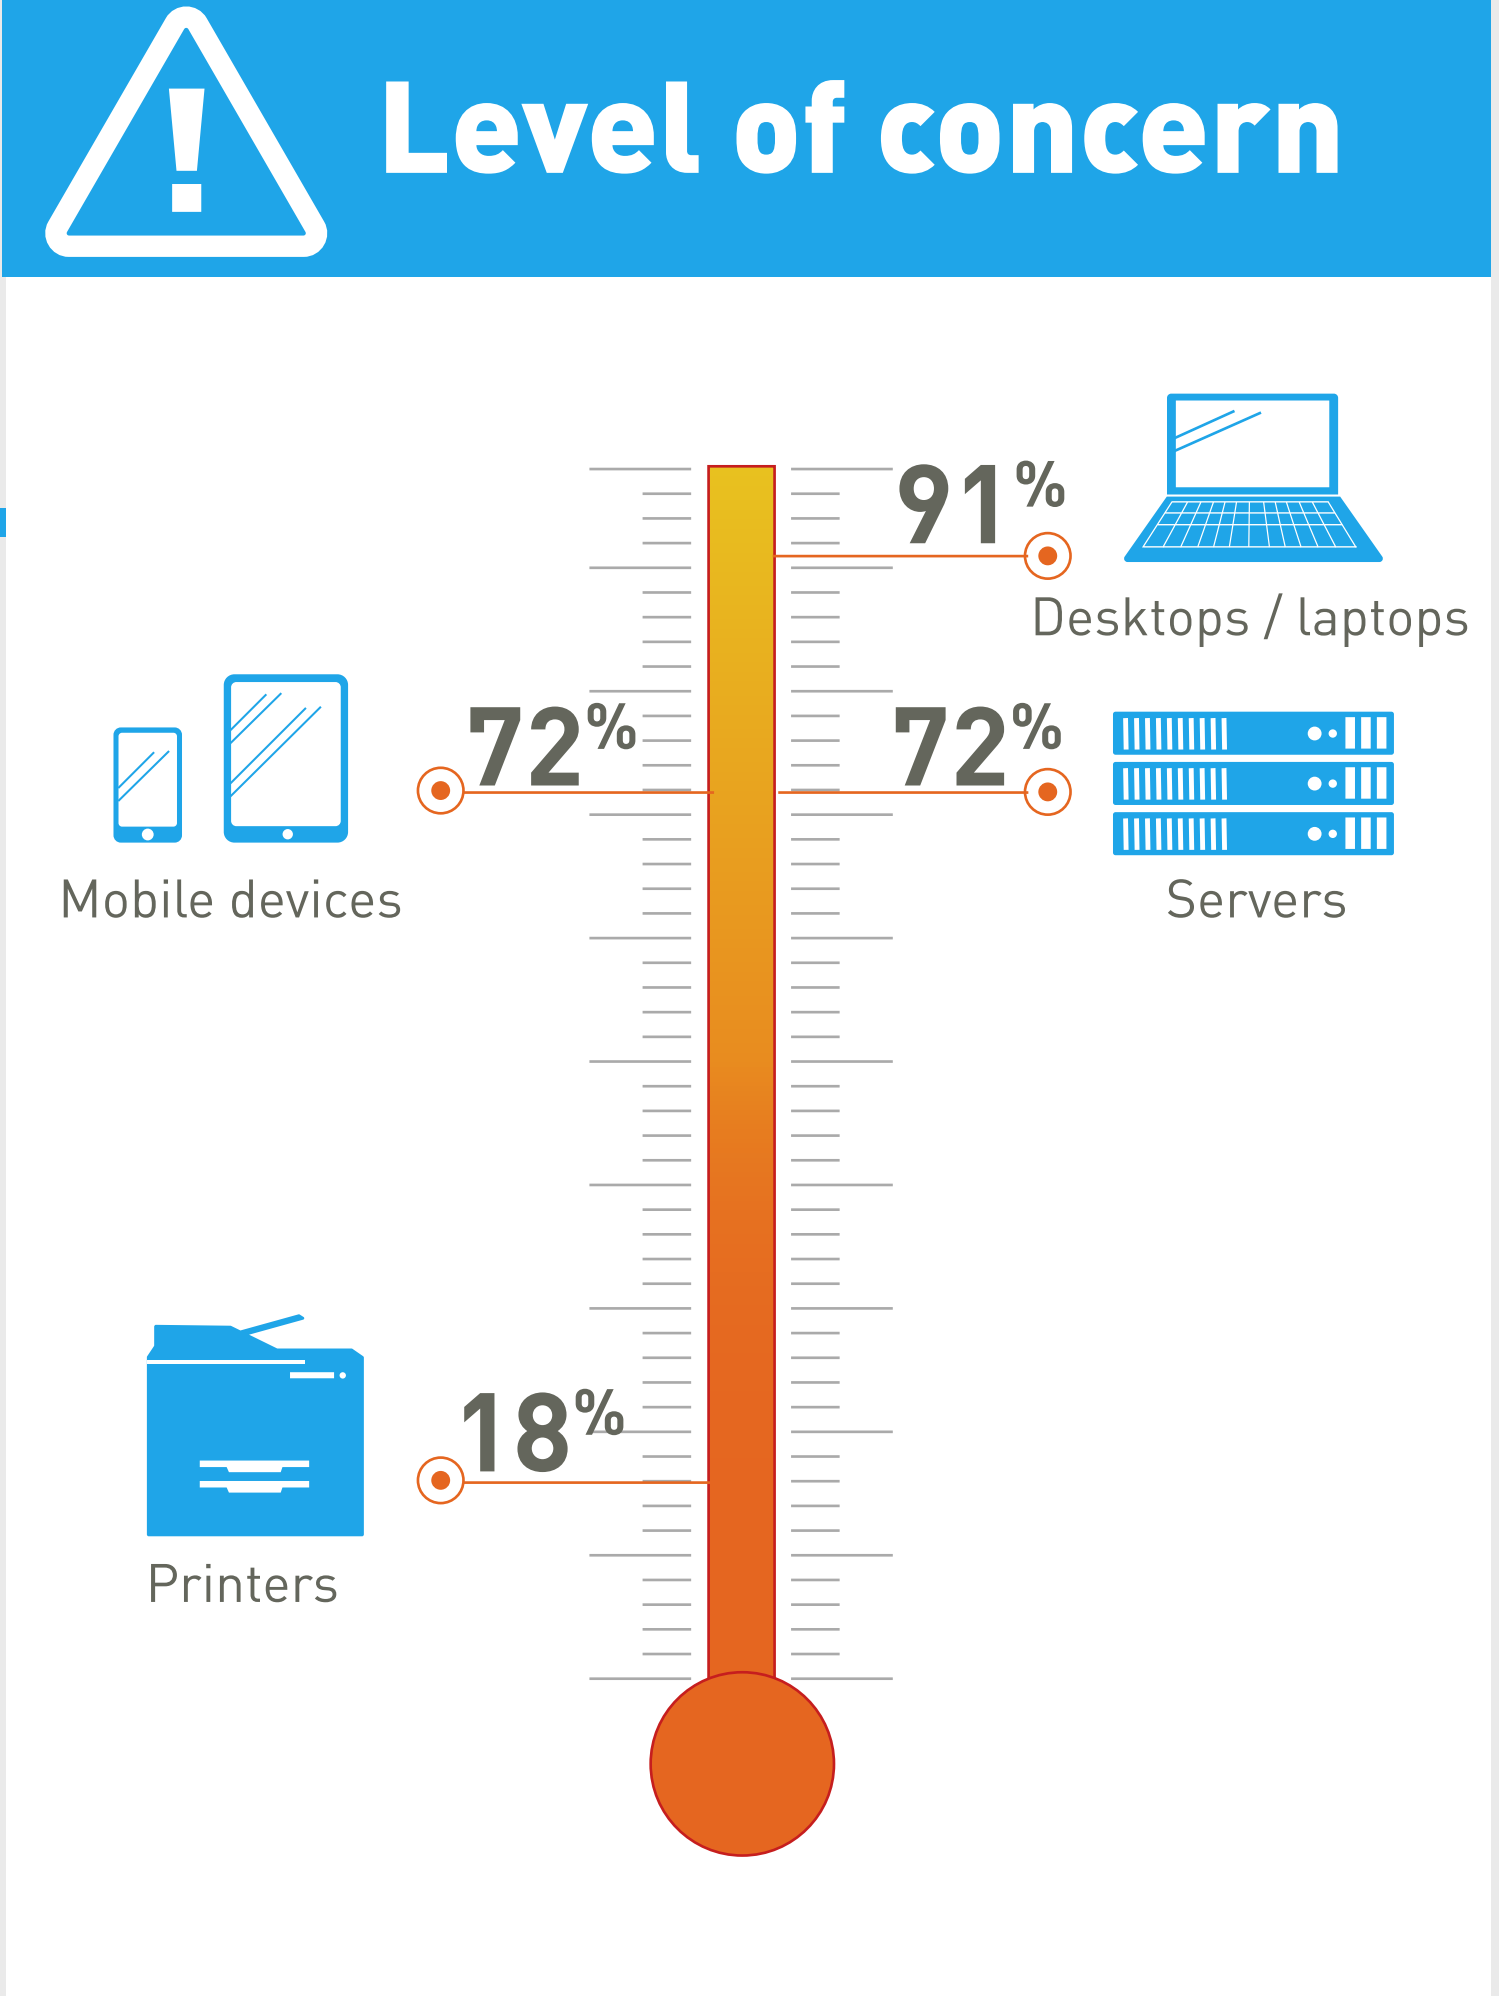 Level of concern
91%
Desktops / laptops
72%
Mobile devices
72%
Servers
18%
Printers